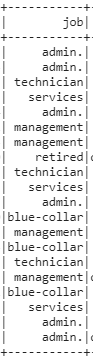 +-----------+
|        job|
+-----------+
|     admin.|
|     admin.|
| technician|
|   services|
|     admin.|
| management|
| management|
|    retired|
| technician|
|   services|
|     admin.|
|blue-collar|
| management|
|blue-collar|
| technician|
| management|
|blue-collar|
|   services|
|     admin.|
|     admin.|
+-----------+